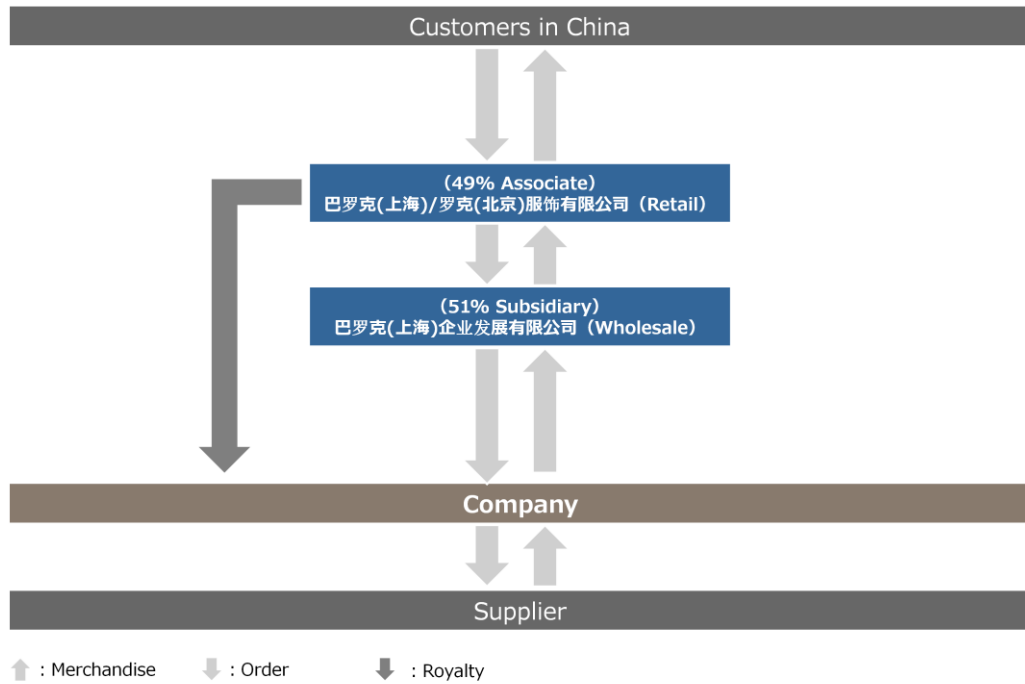 Customers in China
（49% Associate）
巴罗克(上海)/罗克(北京)服饰有限公司（Retail）
（51% Subsidiary）
巴罗克(上海)企业发展有限公司（Wholesale）
Company
Supplier
: Merchandise : Order : Royalty